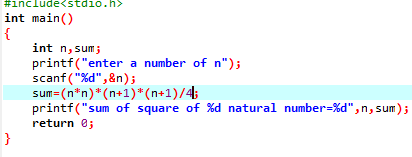 #include<stdio.h>
int main()
{
int n,sum;
printf("enter a number of n");
scanf("%d",&n);
sum=(n*n)*(n+1)*(n+1)/4;
printf("sum of square of %d natural number=%d",n,sum);
return 0;
}